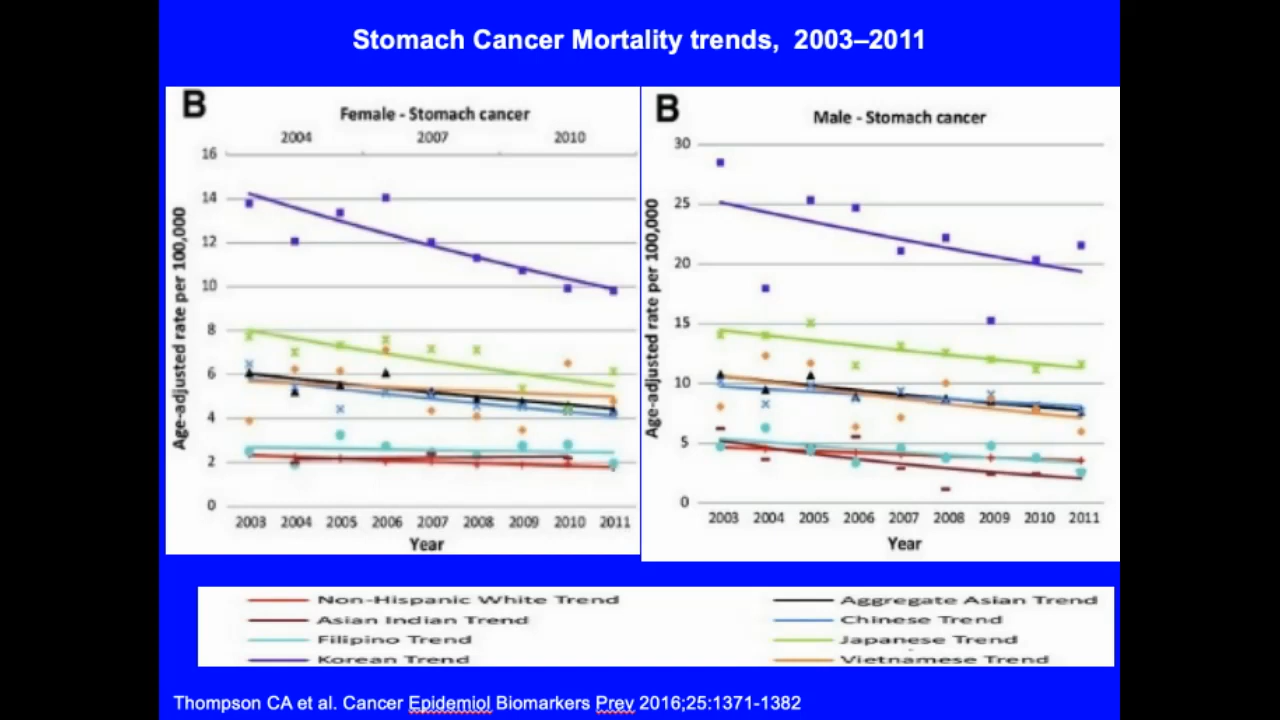 Stomach Cancer Mortality trends, 2003–2011
B
Female - Stomach cancer
2004 2007 2010
16
14
12
10
8
6
4
2
0
Age-adjusted rate per 100,000
2003 2004 2005 2006 2007 2008 2009 2010 2011
Year
B
Male - Stomach cancer
30
25
20
15
10
5
0
Age-adjusted rate per 100,000
2003 2004 2005 2006 2007 2008 2009 2010 2011
Year
Non-Hispanic White Trend
Asian Indian Trend
Filipino Trend
Korean Trend
Aggregate Asian Trend
Chinese Trend
Japanese Trend
Vietnamese Trend
Thompson CA et al. Cancer Epidemiol Biomarkers Prev 2016;25:1371-1382